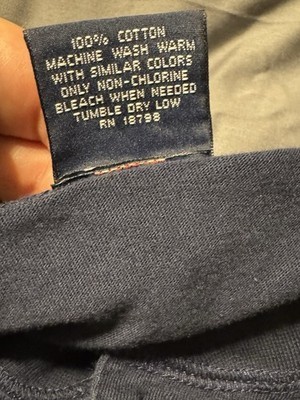 100% COTTON
MACHINE WASH WARM
WITH SIMILAR COLORS
ONLY NON-CHLORINE
BLEACH WHEN NEEDED
TUMBLE DRY LOW
RN 18798